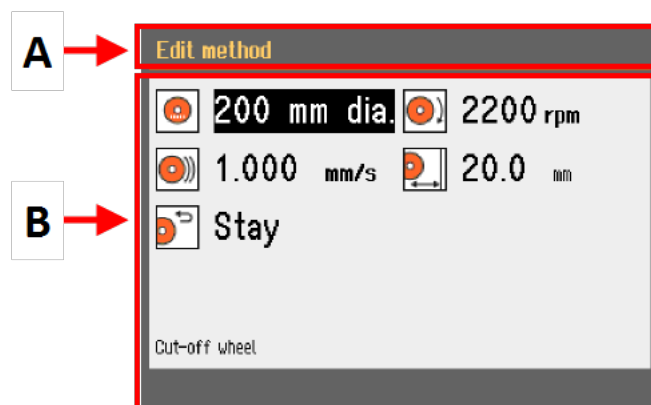 A
Edit method
200 mm dia. 2200 rpm
1.000 mm/s 20.0 mm
B
Stay
Cut-off wheel